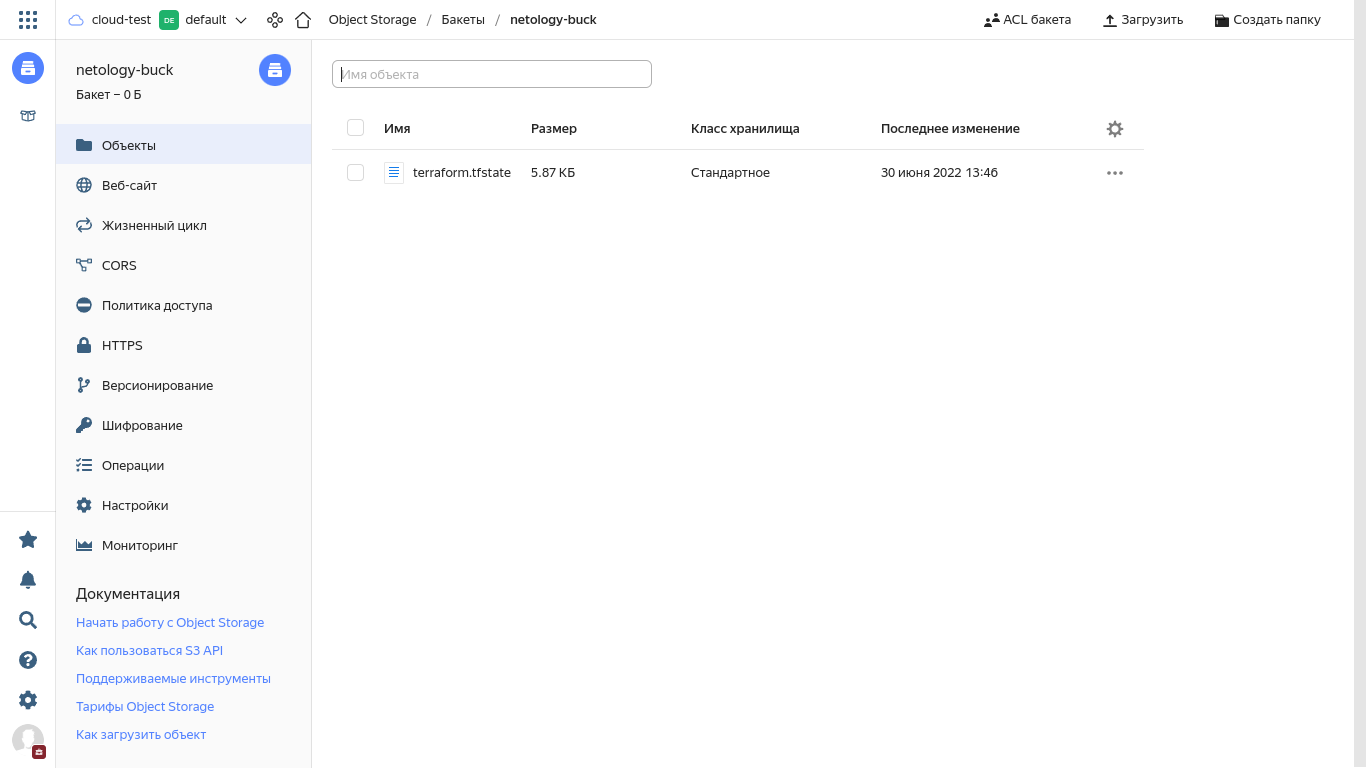 cloud-test DE default Object Storage / Бакеты / netology-buck ACL бакета Загрузить Создать папку
netology-buck
Бакет – 0 Б
Объекты
Веб-сайт
Жизненный цикл
CORS
Политика доступа
HTTPS
Версионирование
Шифрование
Операции
Настройки
Мониторинг
Документация
Начать работу с Object Storage
Как пользоваться S3 API
Поддерживаемые инструменты
Тарифы Object Storage
Как загрузить объект
Имя объекта
Имя Размер Класс хранилища Последнее изменение
terraform.tfstate 5.87 КБ Стандартное 30 июня 2022 13:46